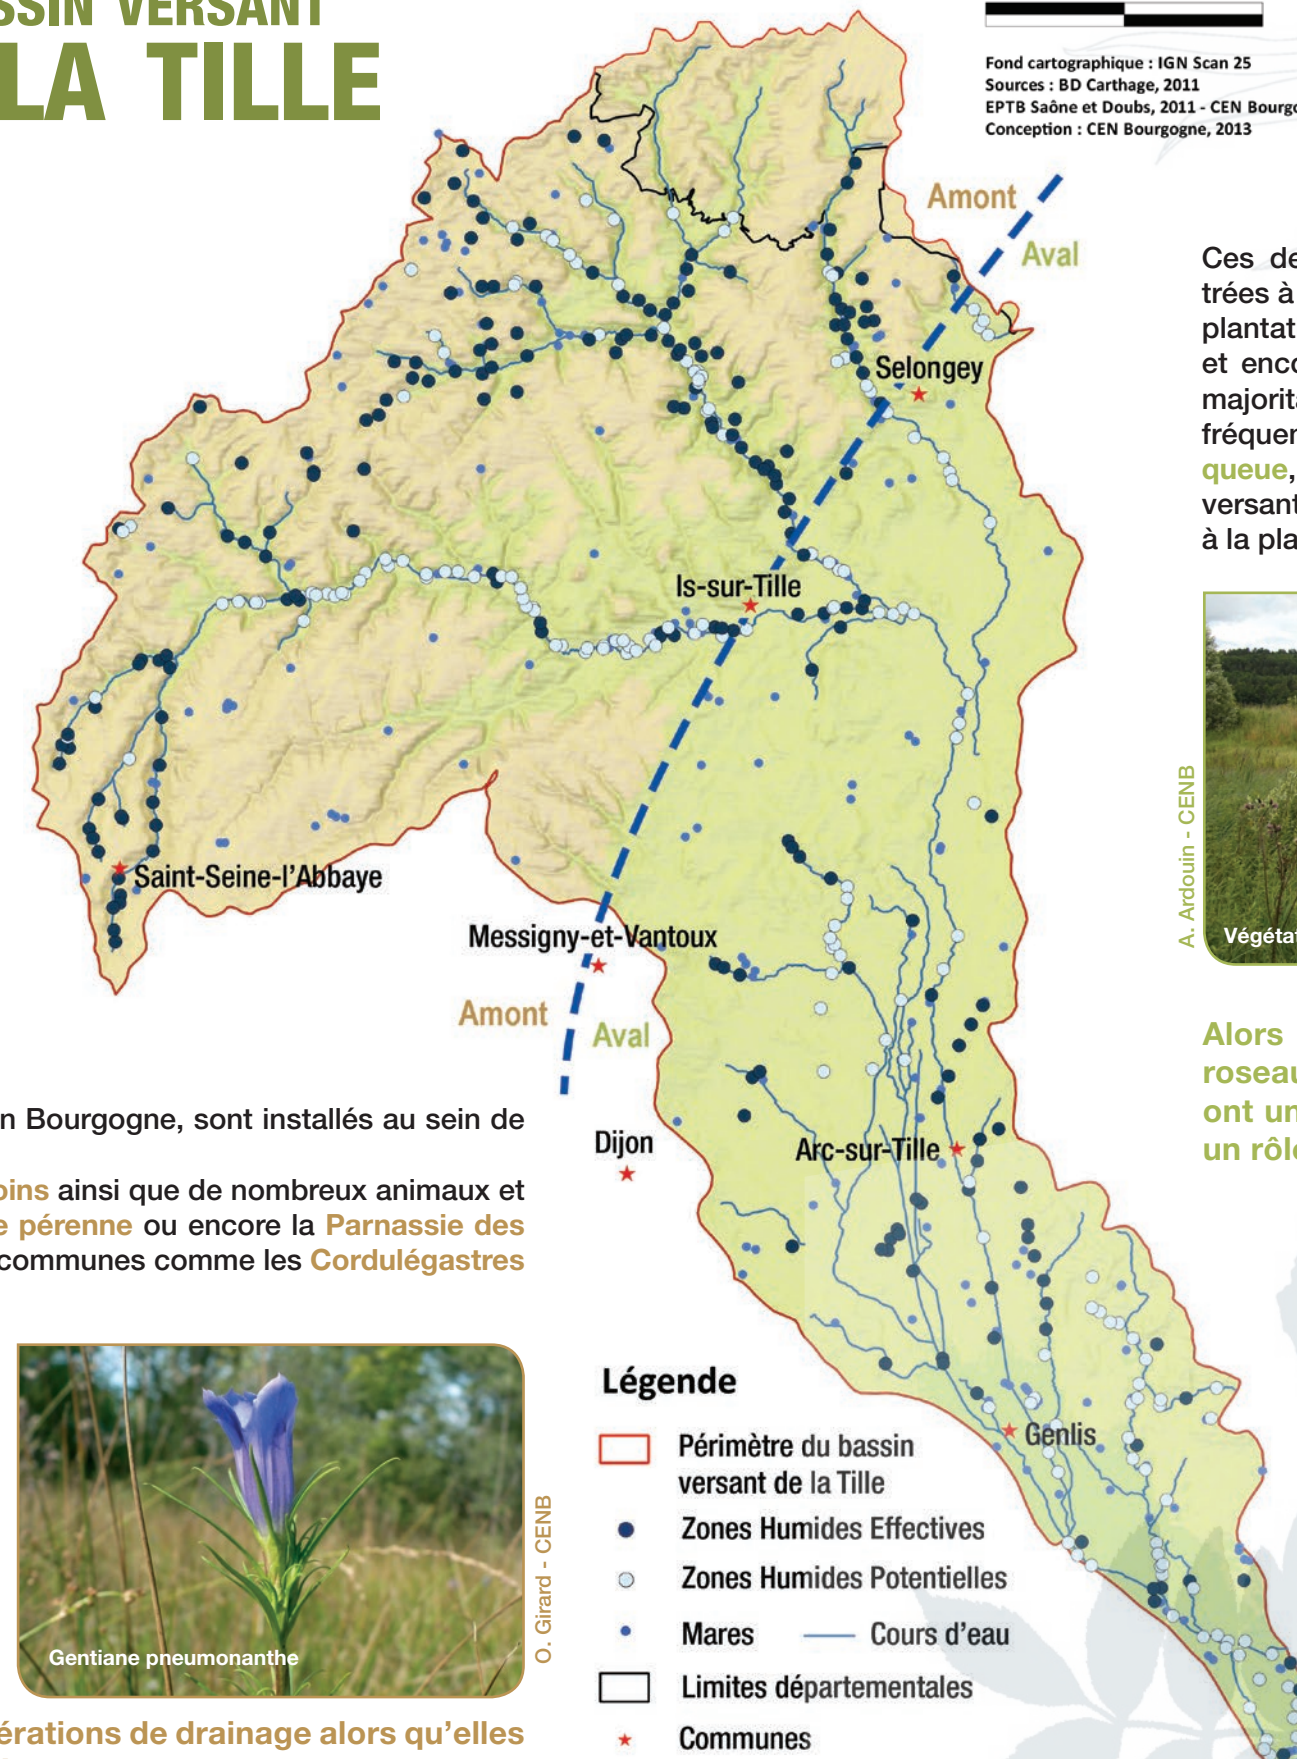 SSIN VERSANT
LA TILLE
Fond cartographique : IGN Scan 25
Sources : BD Carthage, 2011
EPTB Saône et Doubs, 2011 - CEN Bourgo
Conception : CEN Bourgogne, 2013
Amont
Aval
Selongey
Is-sur-Tille
Saint-Seine-l'Abbaye
Messigny-et-Vantoux
Amont
Aval
Dijon
Arc-sur-Tille
Genlis
Ces de
trées à
plantat
et enco
majorita
fréquen
queue,
versant
à la pla
A. Ardouin - CENB
Végétat
Alors
roseau
ont un
un rôle
n Bourgogne, sont installés au sein de
oins ainsi que de nombreux animaux et
e pérenne ou encore la Parnassie des
communes comme les Cordulégastres
Gentiane pneumonanthe
O. Girard - CENB
érations de drainage alors qu'elles
Légende
Périmètre du bassin
versant de la Tille
Zones Humides Effectives
Zones Humides Potentielles
Mares
Cours d'eau
Limites départementales
Communes